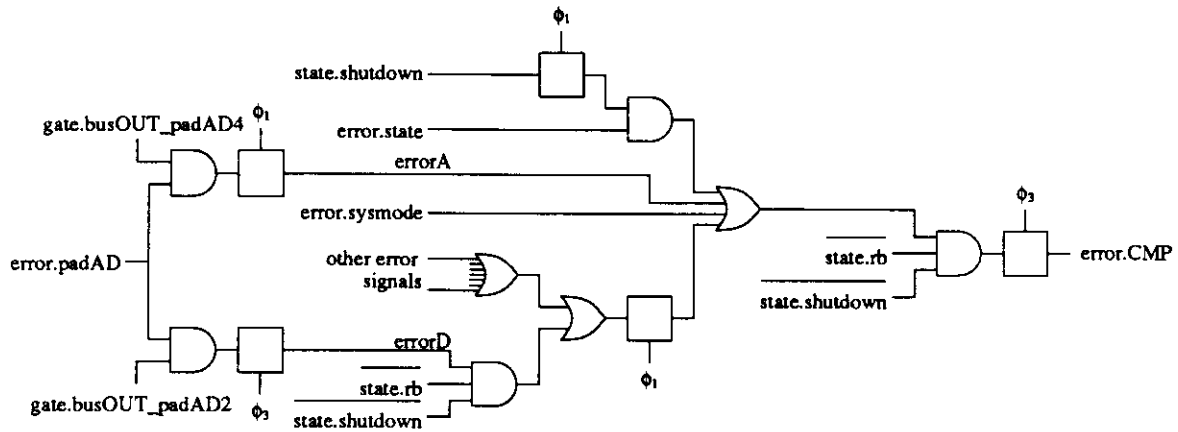 ϕ1
state.shutdown
ϕ1
gate.busOUT_padAD4
error.state
errorA
error.sysmode
ϕ3
error.padAD
other error
signals
state.rb
error.CMP
state.shutdown
errorD
state.rb
gate.busOUT_padAD2
ϕ3
state.shutdown
ϕ1